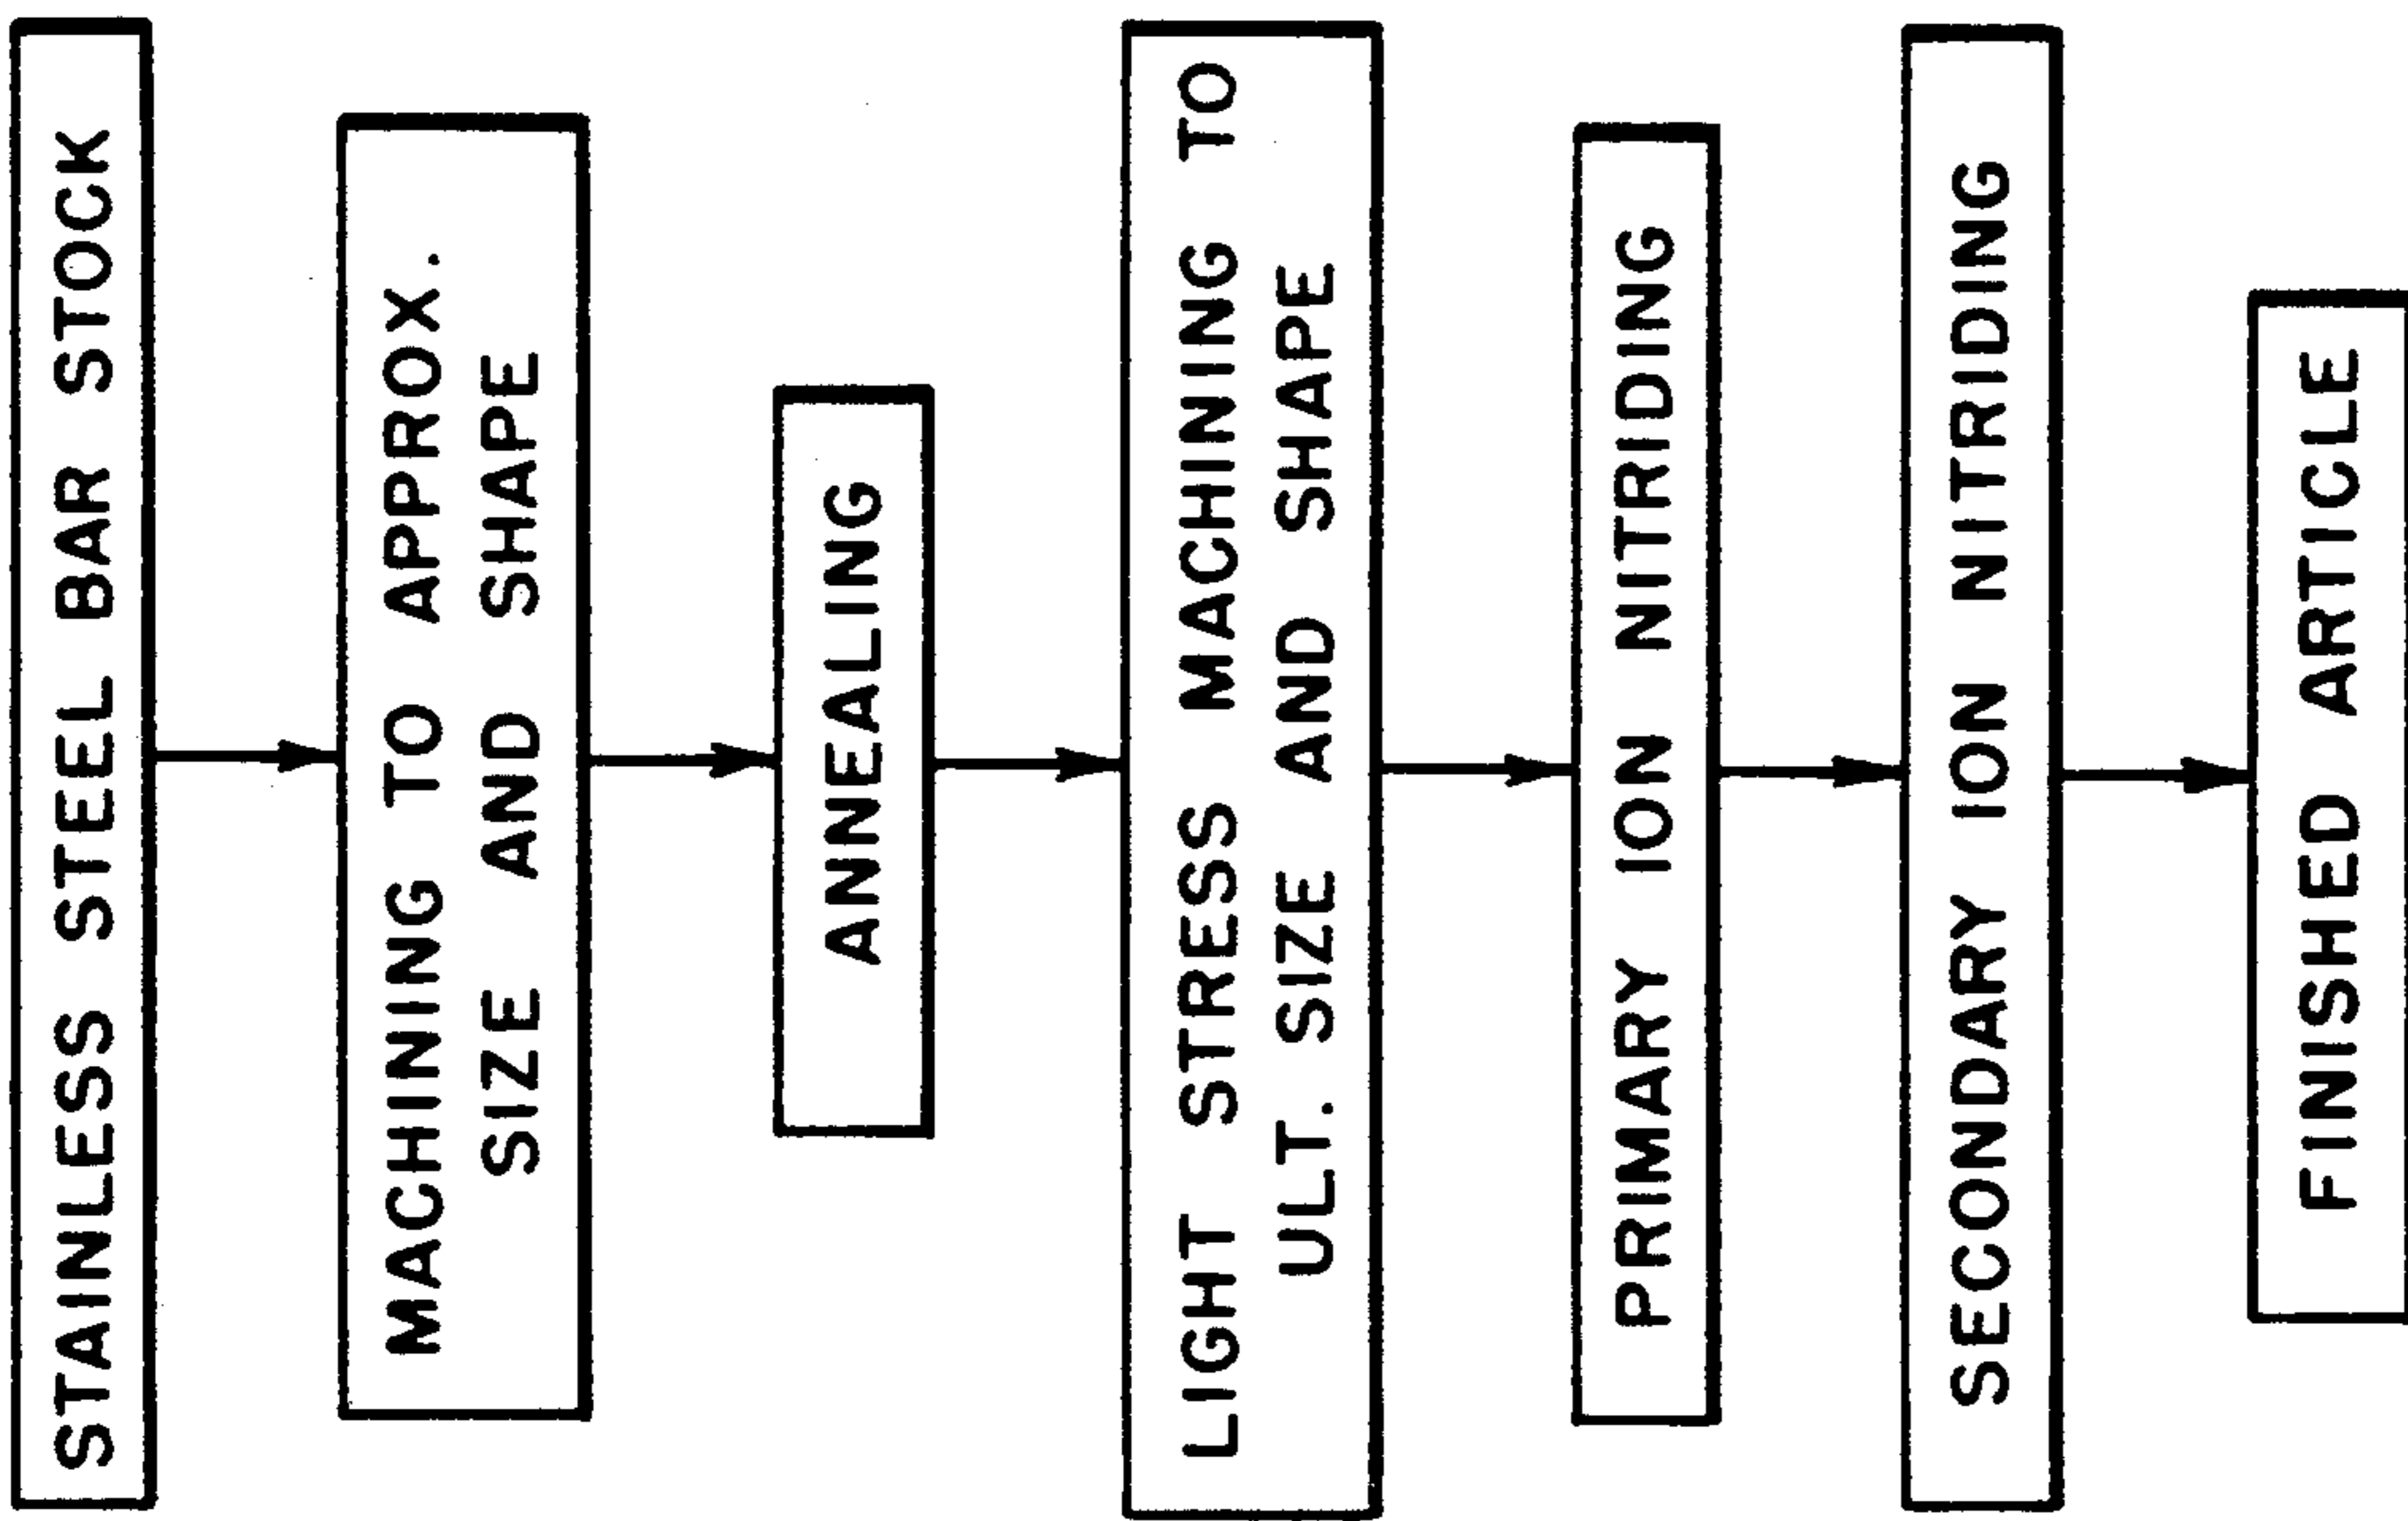 STAINLESS STEEL BAR STOCK
MACHINING TO APPROX.
SIZE AND SHAPE
ANNEALING
LIGHT STRESS MACHINING TO
ULT. SIZE AND SHAPE
PRIMARY ION NITRIDING
SECONDARY ION NITRIDING
FINISHED ARTICLE